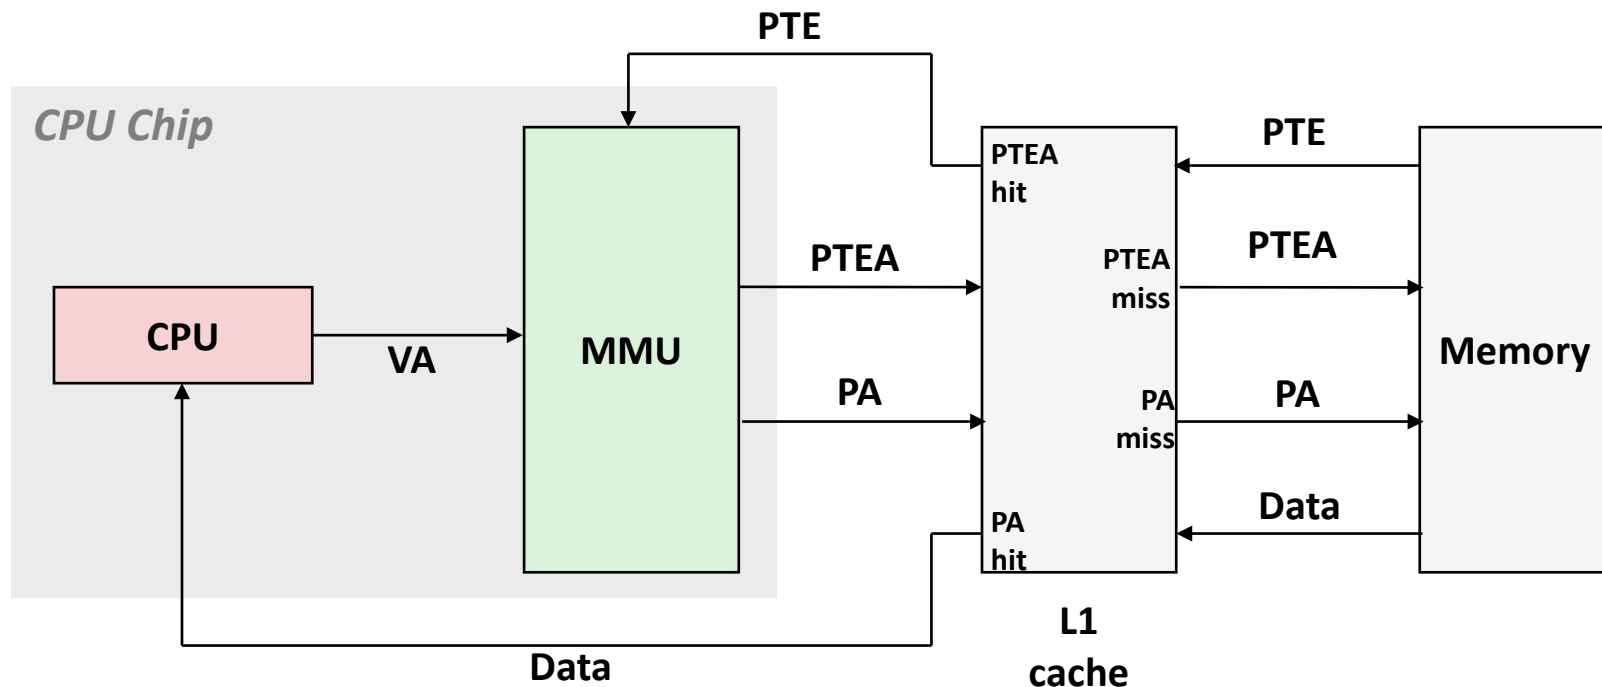 PTE
CPU Chip
PTEA
hit
PTE
PTEA
PTEA
miss
PTEA
CPU
VA
MMU
Memory
PA
PA
miss
PA
PA
hit
Data
L1
cache
Data